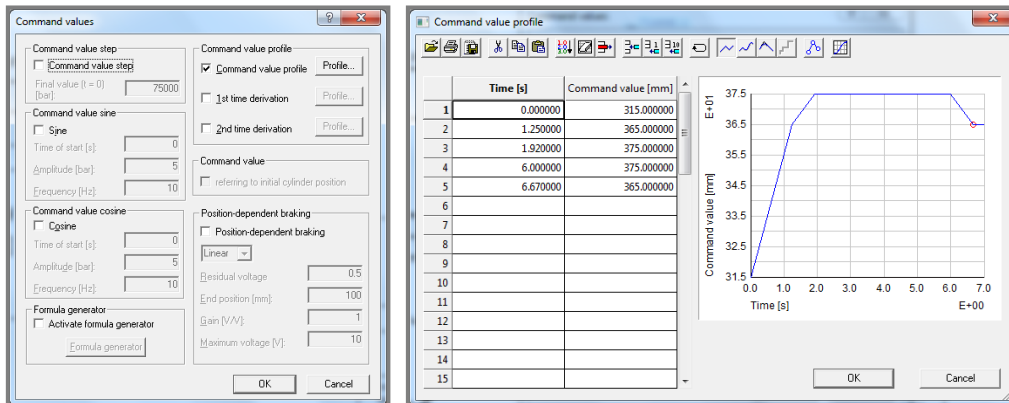 Command values
Command value step
Command value step
Final value (t = 0)
[bar]:
75000
Command value sine
Sine
Time of start [s]:
0
Amplitude [bar]:
5
Frequency [Hz]:
10
Command value cosine
Cosine
Time of start [s]:
0
Amplitude [bar]:
5
Frequency [Hz]:
10
Formula generator
Activate formula generator
Formula generator
Command value profile
Command value profile
Profile...
1st time derivation
Profile...
2nd time derivation
Profile...
Command value
referring to initial cylinder position
Position-dependent braking
Position-dependent braking
Linear
Residual voltage
0.5
End position [mm]:
100
Gain [V/V]:
1
Maximum voltage [V]:
10
OK Cancel
Command value profile
Time [s] Command value [mm]
1 0.000000 315.000000
2 1.250000 365.000000
3 1.920000 375.000000
4 6.000000 375.000000
5 6.670000 365.000000
6
7
8
9
10
11
12
13
14
15
E+01
Command value [mm]
37.5
36.5
35.5
34.5
33.5
32.5
31.5
0.0 1.0 2.0 3.0 4.0 5.0 6.0 7.0
Time [s] E+00
OK Cancel